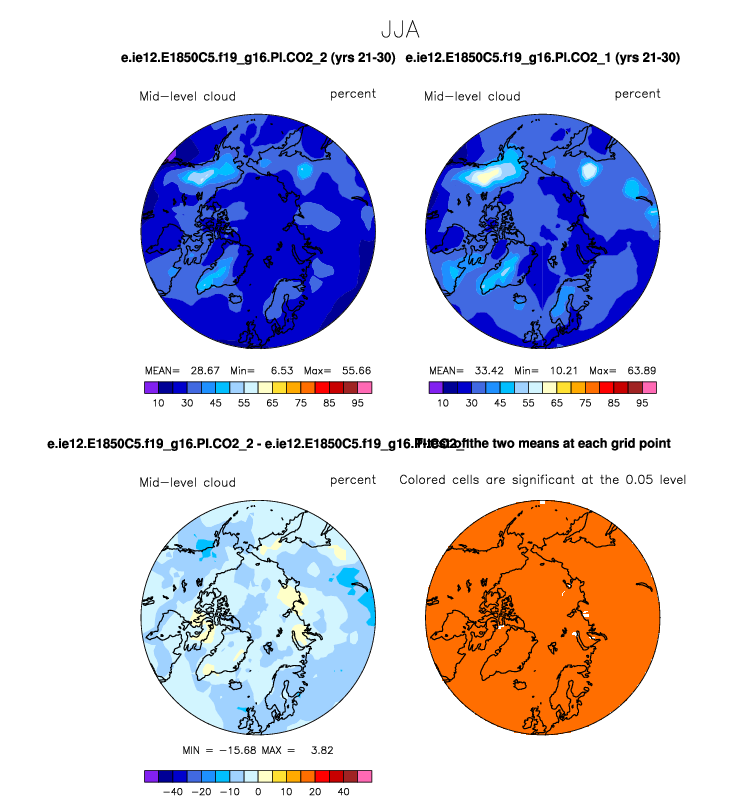 JJA
e.ie12.E1850C5.f19_g16.PI.CO2_2 (yrs 21-30) e.ie12.E1850C5.f19_g16.PI.CO2_1 (yrs 21-30)
Mid-level cloud percent Mid-level cloud percent
MEAN= 28.67 Min= 6.53 Max= 55.66 MEAN= 33.42 Min= 10.21 Max= 63.89
10 30 45 55 65 75 85 95 10 30 45 55 65 75 85 95
e.ie12.E1850C5.f19_g16.PI.CO2_2 - e.ie12.E1850C5.f19_g16. of the two means at each grid point
Mid-level cloud percent Colored cells are significant at the 0.05 level
MIN = -15.68 MAX = 3.82
-40 -20 -10 0 10 20 40